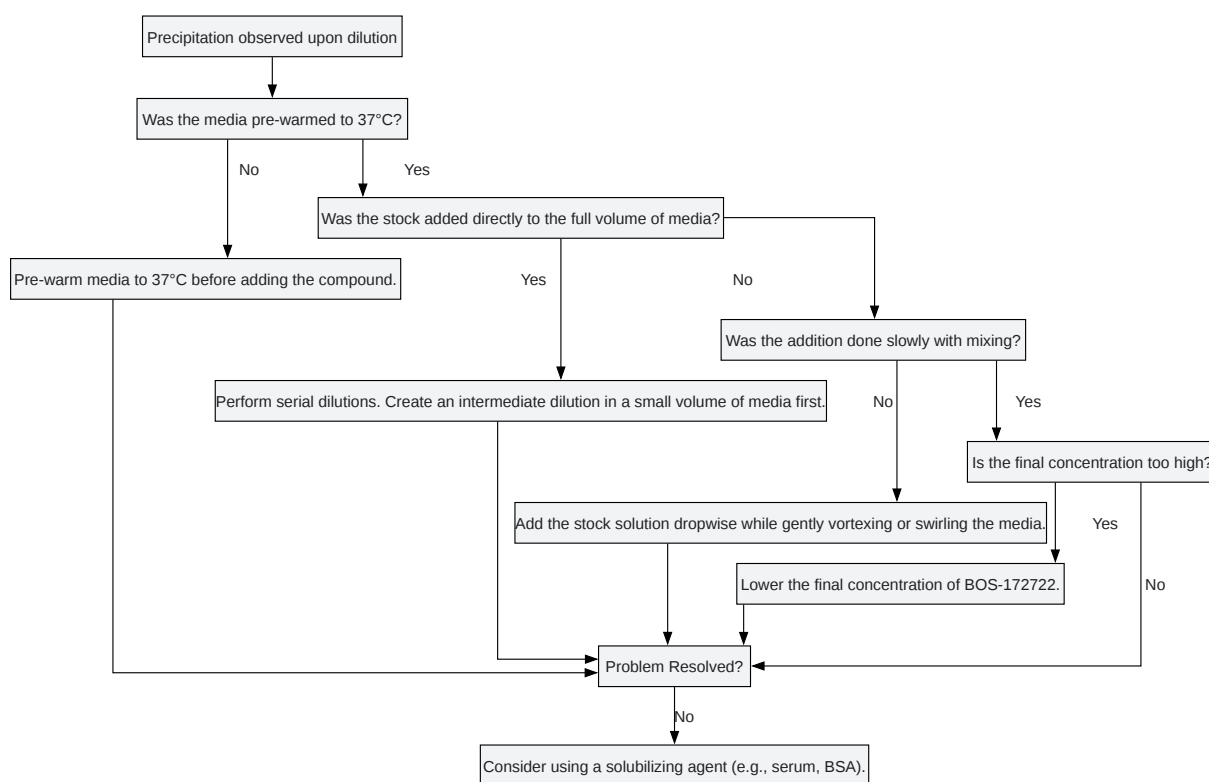 Precipitation observed upon dilution
Was the media pre-warmed to 37°C?
No
Yes
Was the stock added directly to the full volume of media?
Pre-warm media to 37°C before adding the compound.
Yes
No
Was the addition done slowly with mixing?
Perform serial dilutions. Create an intermediate dilution in a small volume of media first.
No
Yes
Is the final concentration too high?
Add the stock solution dropwise while gently vortexing or swirling the media.
Yes
Lower the final concentration of BOS-172722.
No
Problem Resolved?
No
Consider using a solubilizing agent (e.g., serum, BSA).